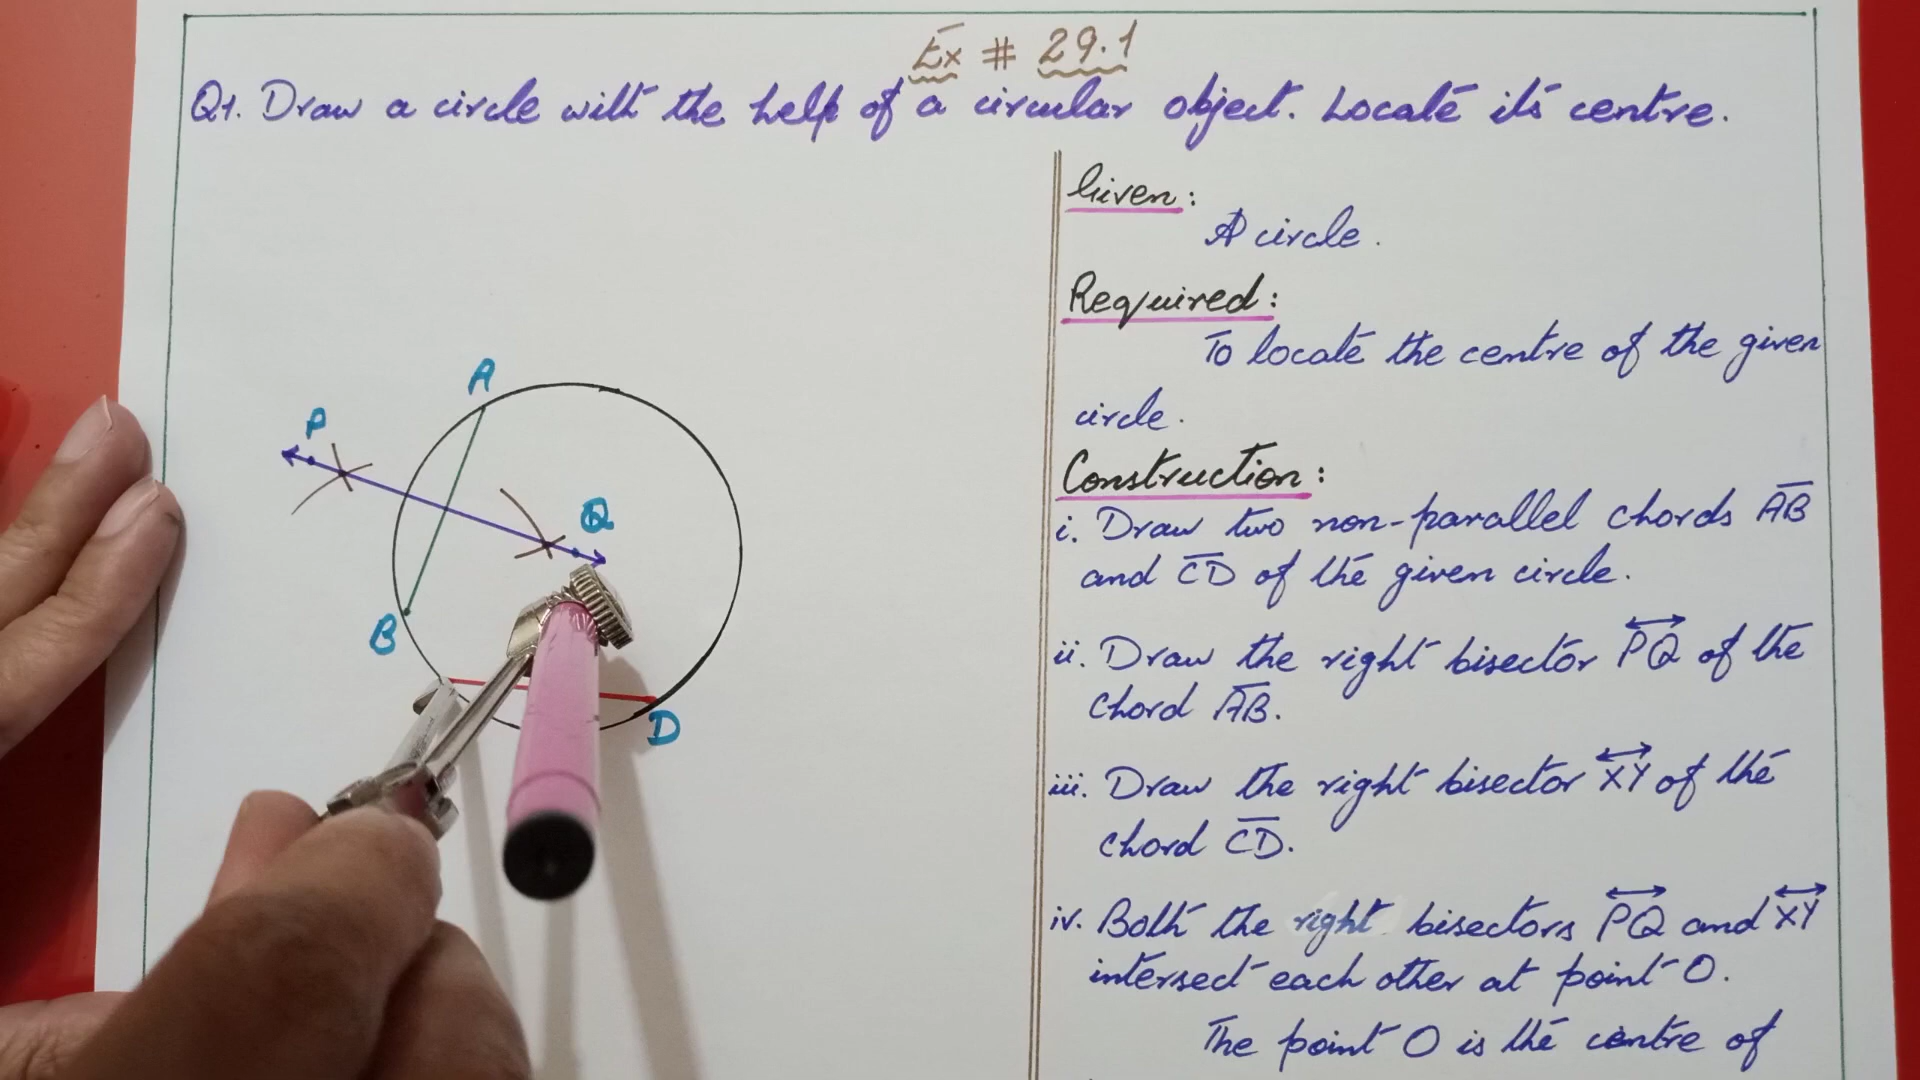 Ex # 29.1
Q1. Draw a circle with the help of a circular object. Locate its centre.
Given:
A circle.
Required:
To locate the centre of the given
circle.
Construction:
i. Draw two non-parallel chords AB
and CD of the given circle.
ii. Draw the right bisector PQ of the
chord AB.
iii. Draw the right bisector XY of the
chord CD.
iv. Both the right bisectors PQ and XY
intersect each other at point O.
The point O is the centre of
A
P
Q
B
D